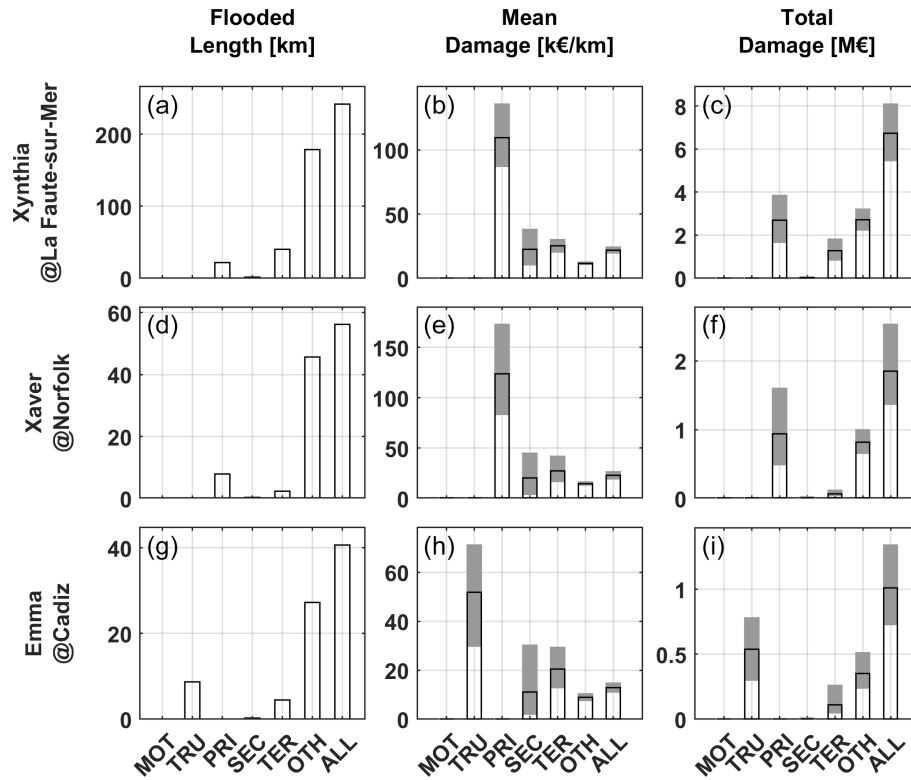 Flooded
Length [km]
Mean
Damage [k€/km]
Total
Damage [M€]
Xynthia
@La Faute-sur-Mer
(a)
200
100
0
(b)
100
50
0
(c)
8
6
4
2
0
Xaver
@Norfolk
(d)
60
40
20
0
(e)
150
100
50
0
(f)
2
1
0
Emma
@Cadiz
(g)
40
20
0
(h)
60
40
20
0
(i)
1
0.5
0
MOT TRU PRI SEC TER OTH ALL
MOT TRU PRI SEC TER OTH ALL
MOT TRU PRI SEC TER OTH ALL